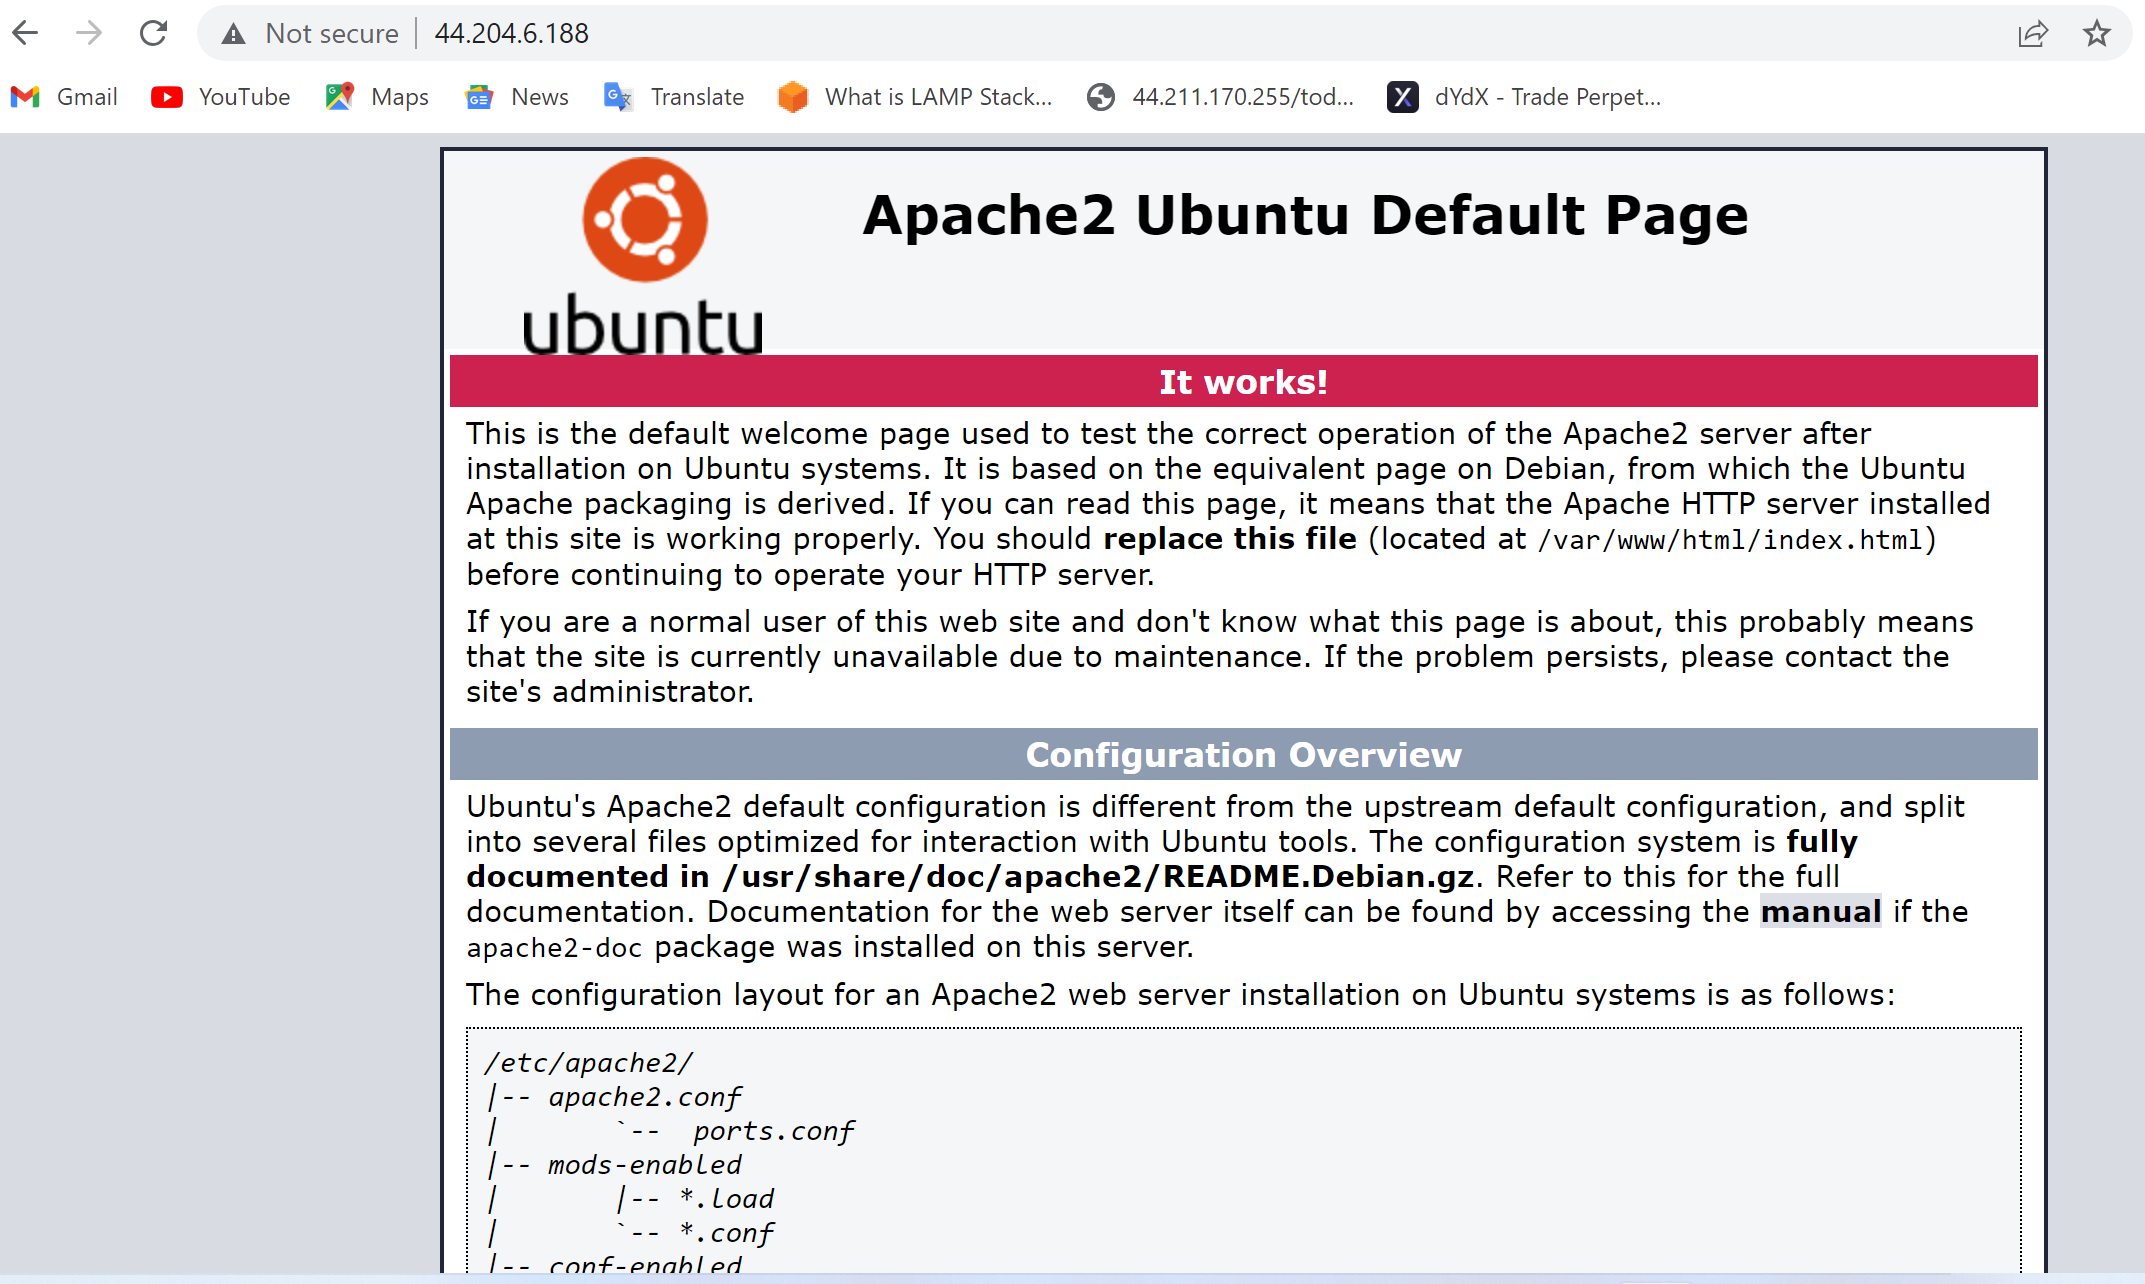 Not secure | 44.204.6.188
Gmail YouTube Maps News Translate What is LAMP Stack... 44.211.170.255/tod... dYdX - Trade Perpet...
ubuntu
Apache2 Ubuntu Default Page
It works!
This is the default welcome page used to test the correct operation of the Apache2 server after
installation on Ubuntu systems. It is based on the equivalent page on Debian, from which the Ubuntu
Apache packaging is derived. If you can read this page, it means that the Apache HTTP server installed
at this site is working properly. You should replace this file (located at /var/www/html/index.html)
before continuing to operate your HTTP server.
If you are a normal user of this web site and don't know what this page is about, this probably means
that the site is currently unavailable due to maintenance. If the problem persists, please contact the
site's administrator.
Configuration Overview
Ubuntu's Apache2 default configuration is different from the upstream default configuration, and split
into several files optimized for interaction with Ubuntu tools. The configuration system is fully
documented in /usr/share/doc/apache2/README.Debian.gz. Refer to this for the full
documentation. Documentation for the web server itself can be found by accessing the manual if the
apache2-doc package was installed on this server.
The configuration layout for an Apache2 web server installation on Ubuntu systems is as follows:
/etc/apache2/
|-- apache2.conf
|       `--  ports.conf
|-- mods-enabled
|       |-- *.load
|       `-- *.conf
|-- conf-enabled